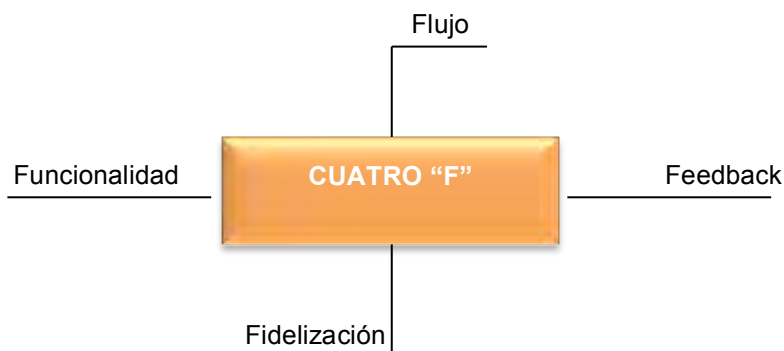 Flujo
Funcionalidad
CUATRO “F”
Feedback
Fidelización